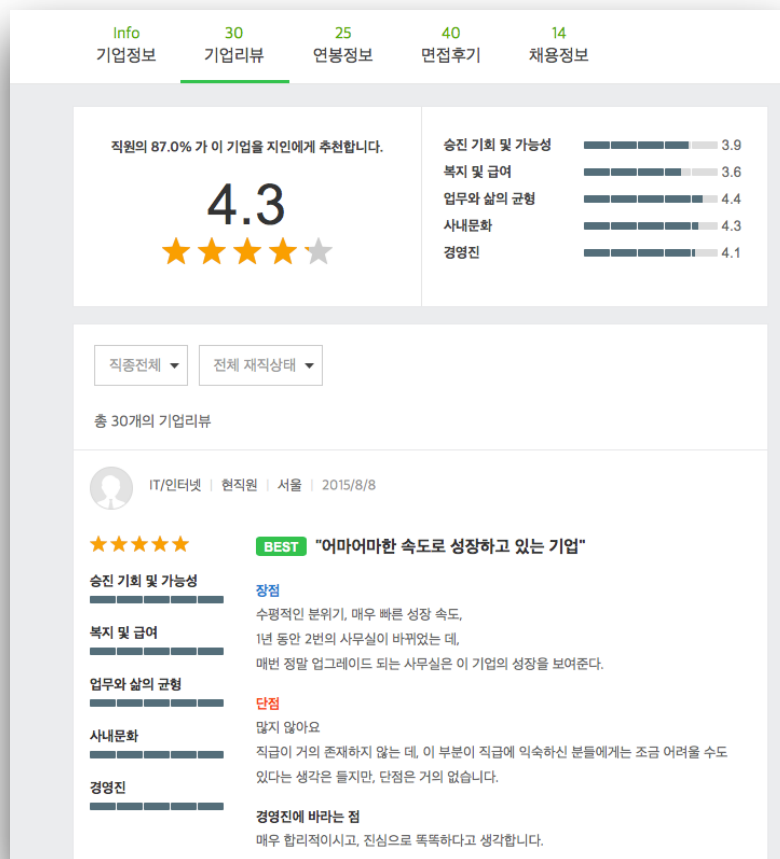 Info 30 25 40 14
기업정보 기업리뷰 연봉정보 면접후기 채용정보
직원의 87.0% 가 이 기업을 지인에게 추천합니다.
4.3
승진 기회 및 가능성 3.9
복지 및 급여 3.6
업무와 삶의 균형 4.4
사내문화 4.3
경영진 4.1
직종전체 전체 재직상태
총 30개의 기업리뷰
IT/인터넷 | 현직원 | 서울 | 2015/8/8
BEST "어마어마한 속도로 성장하고 있는 기업"
승진 기회 및 가능성
복지 및 급여
업무와 삶의 균형
사내문화
경영진
장점
수평적인 분위기, 매우 빠른 성장 속도,
1년 동안 2번의 사무실이 바뀌었는 데,
매번 정말 업그레이드 되는 사무실은 이 기업의 성장을 보여준다.
단점
많지 않아요
직급이 거의 존재하지 않는 데, 이 부분이 직급에 익숙하신 분들에게는 조금 어려울 수도
있다는 생각은 들지만, 단점은 거의 없습니다.
경영진에 바라는 점
매우 합리적이시고, 진심으로 똑똑하다고 생각합니다.